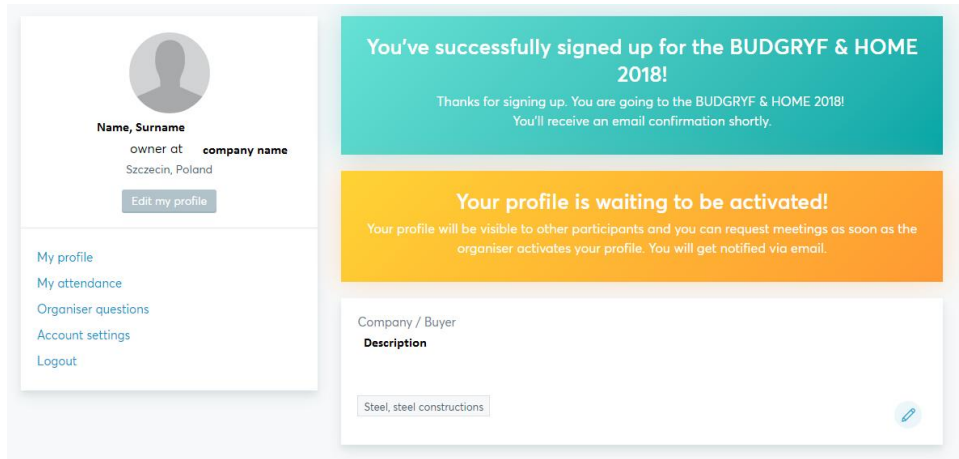 Name, Surname
owner at company name
Szczecin, Poland
Edit my profile
My profile
My attendance
Organiser questions
Account settings
Logout
You've successfully signed up for the BUDGRYF & HOME
2018!
Thanks for signing up. You are going to the BUDGRYF & HOME 2018!
You'll receive an email confirmation shortly.
Your profile is waiting to be activated!
Your profile will be visible to other participants and you can request meetings as soon as the
organiser activates your profile. You will get notified via email.
Company / Buyer
Description
Steel, steel constructions